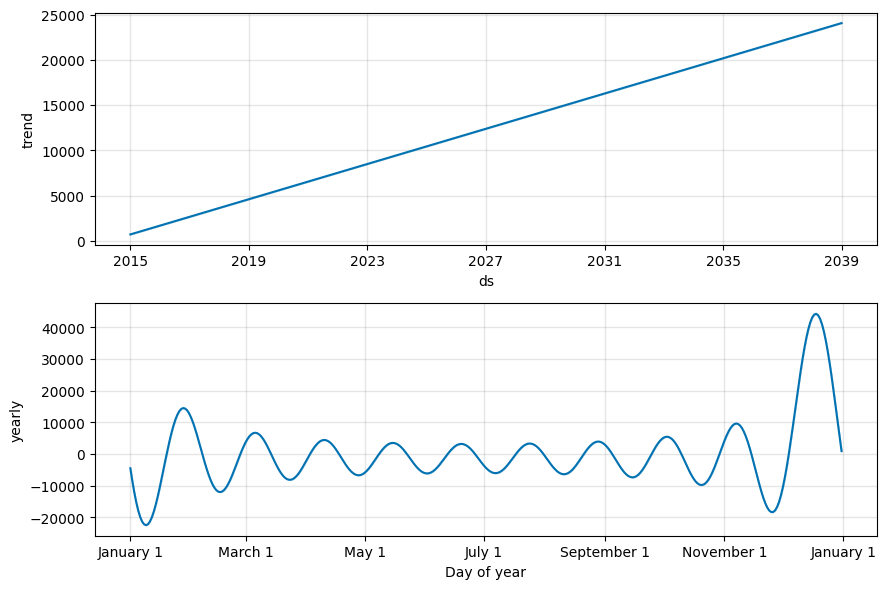 25000
20000
15000
10000
5000
0
trend
2015 2019 2023 2027 2031 2035 2039
ds
40000
30000
20000
10000
0
−10000
−20000
yearly
January 1 March 1 May 1 July 1 September 1 November 1 January 1
Day of year